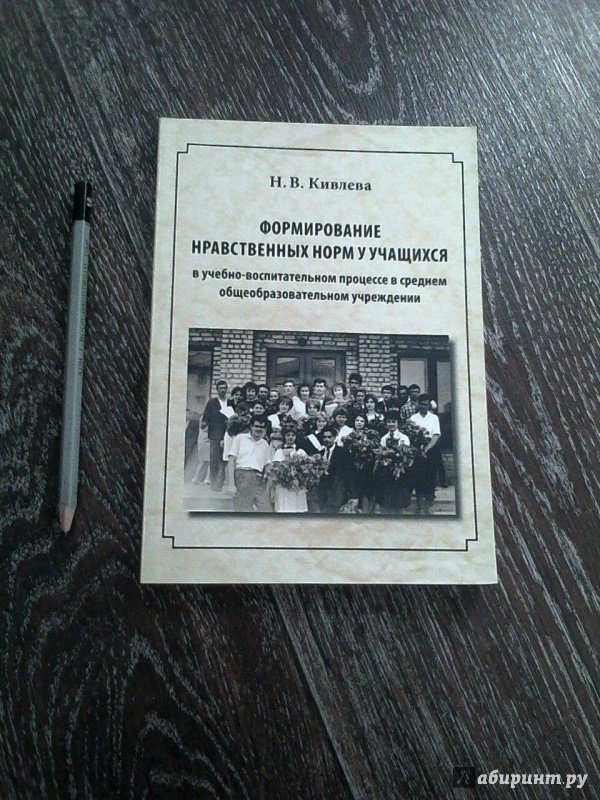 Н. В. Кивлева
ФОРМИРОВАНИЕ
НРАВСТВЕННЫХ НОРМ У УЧАЩИХСЯ
в учебно-воспитательном процессе в среднем
общеобразовательном учреждении
Лабиринт.ру